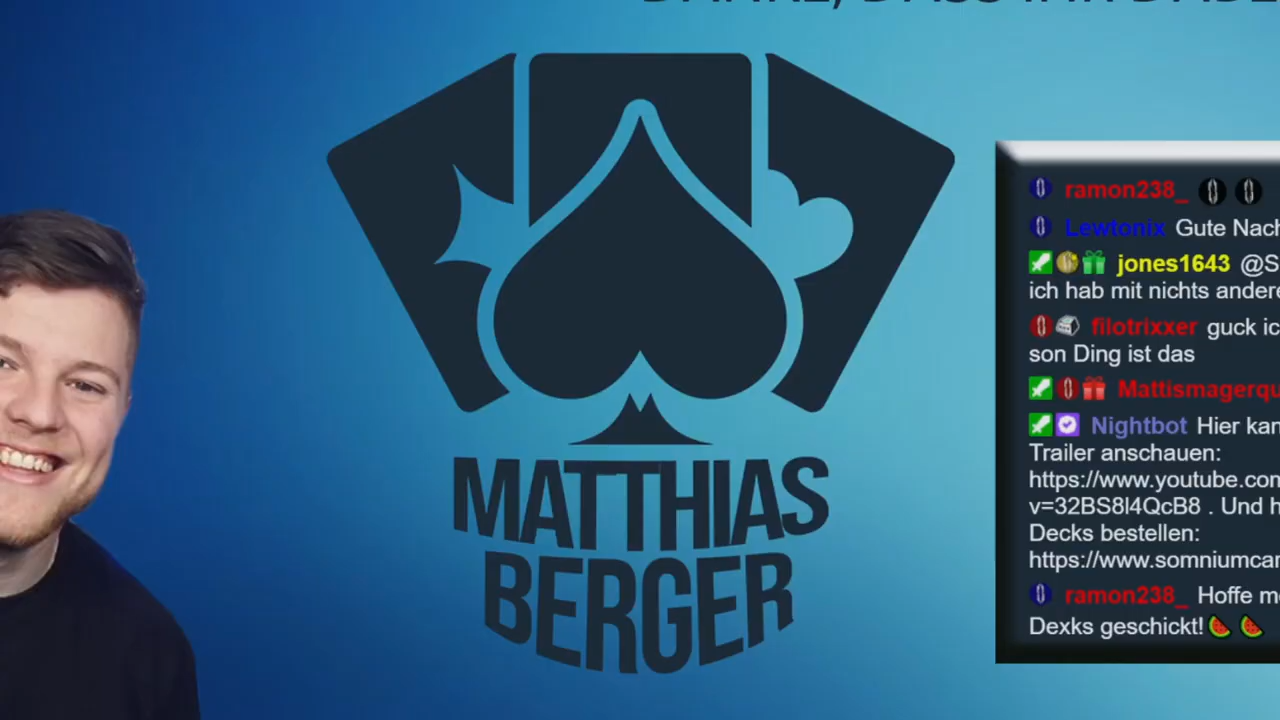 MATTHIAS
BERGER
ramon238_
Lewtonix Gute Nach
jones1643 @S
ich hab mit nichts andere
filotrixxer guck ic
son Ding ist das
Mattismagerqu
Nightbot Hier kan
Trailer anschauen:
https://www.youtube.com
v=32BS8l4QcB8 . Und h
Decks bestellen:
https://www.somniumcar
ramon238_ Hoffe me
Dexks geschickt!